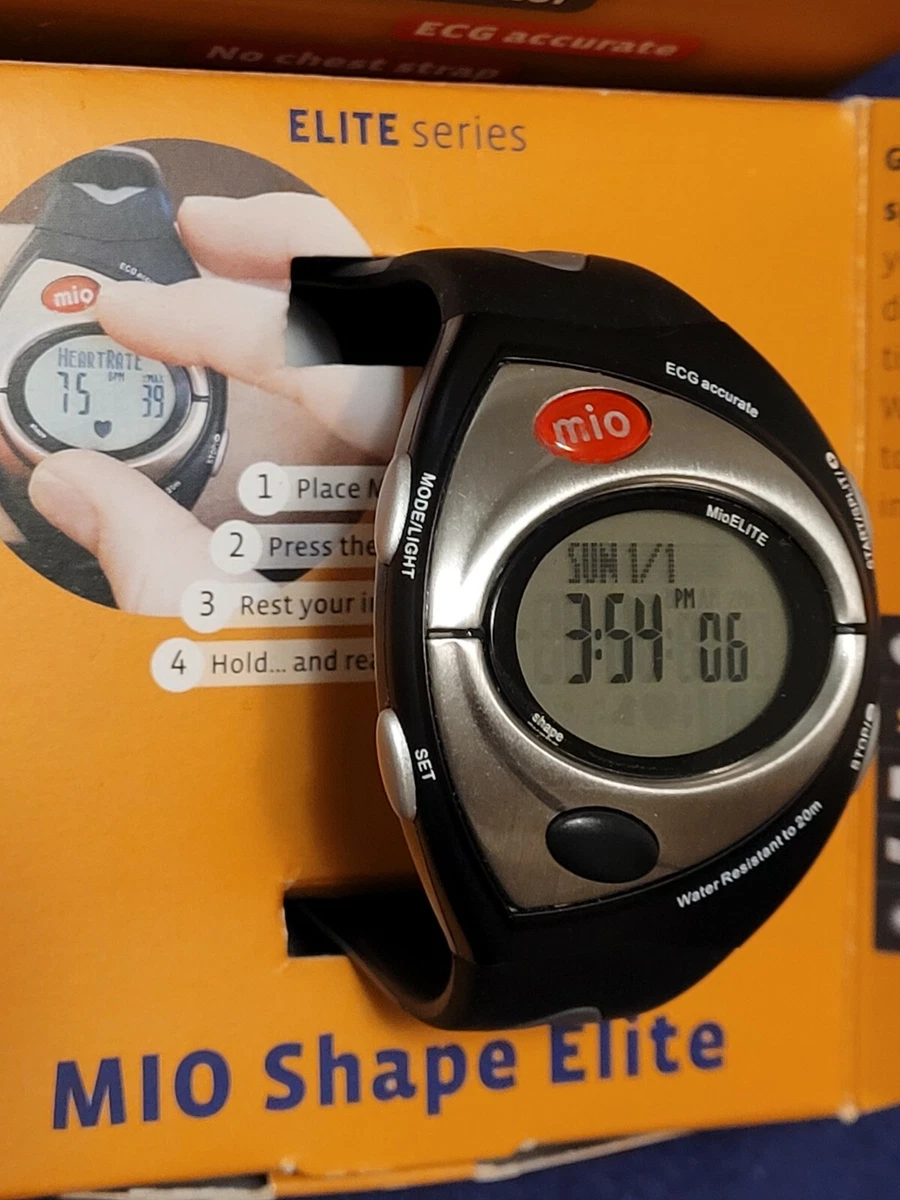 ECG accurate
No chest strap
ELITE series
mio
HEARTRATE
75 BPM 39
1 Place
2 Press the
3 Rest your
4 Hold... and
ECG accurate
mio
MODE/LIGHT
START/SPLIT/
MioELITE
SUN 1/1
3:54 PM 06
shape
SET
STOP/
Water Resistant to 20m
MIO Shape Elite